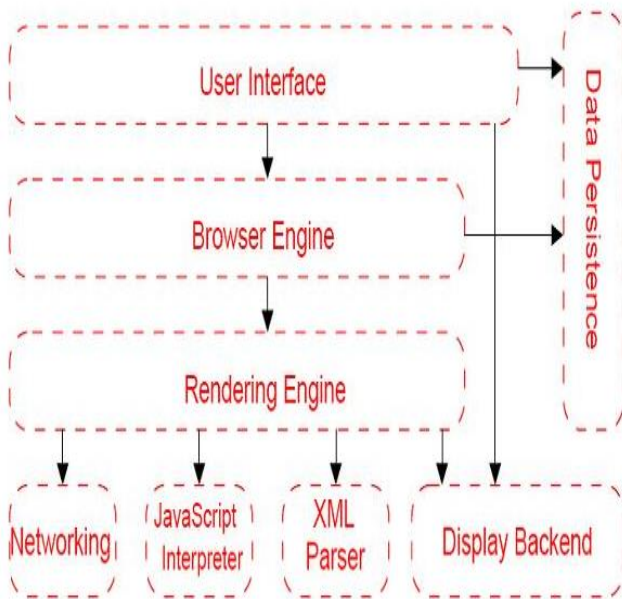 User Interface
Data Persistence
Browser Engine
Rendering Engine
Networking
JavaScript
Interpreter
XML
Parser
Display Backend